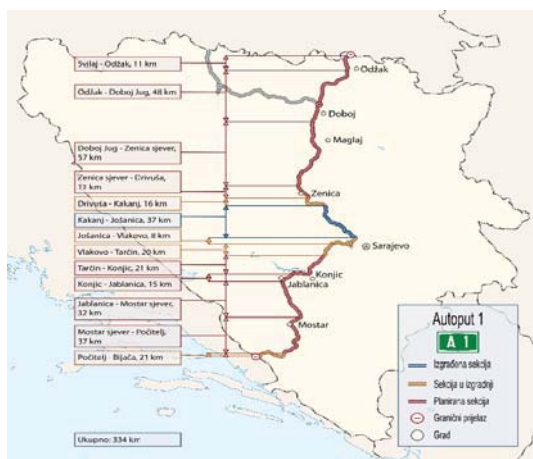 Svilaj - Odžak, 11 km
Odžak - Doboj Jug, 48 km
Doboj Jug - Zenica sjever,
57 km
Zenica sjever - Drivuša,
11 km
Drivuša - Kakanj, 16 km
Kakanj - Jošanica, 37 km
Jošanica - Vlakovo, 8 km
Vlakovo - Tarčin, 20 km
Tarčin - Konjic, 21 km
Konjic - Jablanica, 15 km
Jablanica - Mostar sjever,
32 km
Mostar sjever - Počitelj,
37 km
Počitelj - Bijača, 21 km
Ukupno: 334 km
Odžak
Doboj
Maglaj
Zenica
Sarajevo
Konjic
Jablanica
Mostar
Autoput 1
A 1
Izgrađena sekcija
Sekcija u izgradnji
Planirana sekcija
Granični prijelaz
Grad